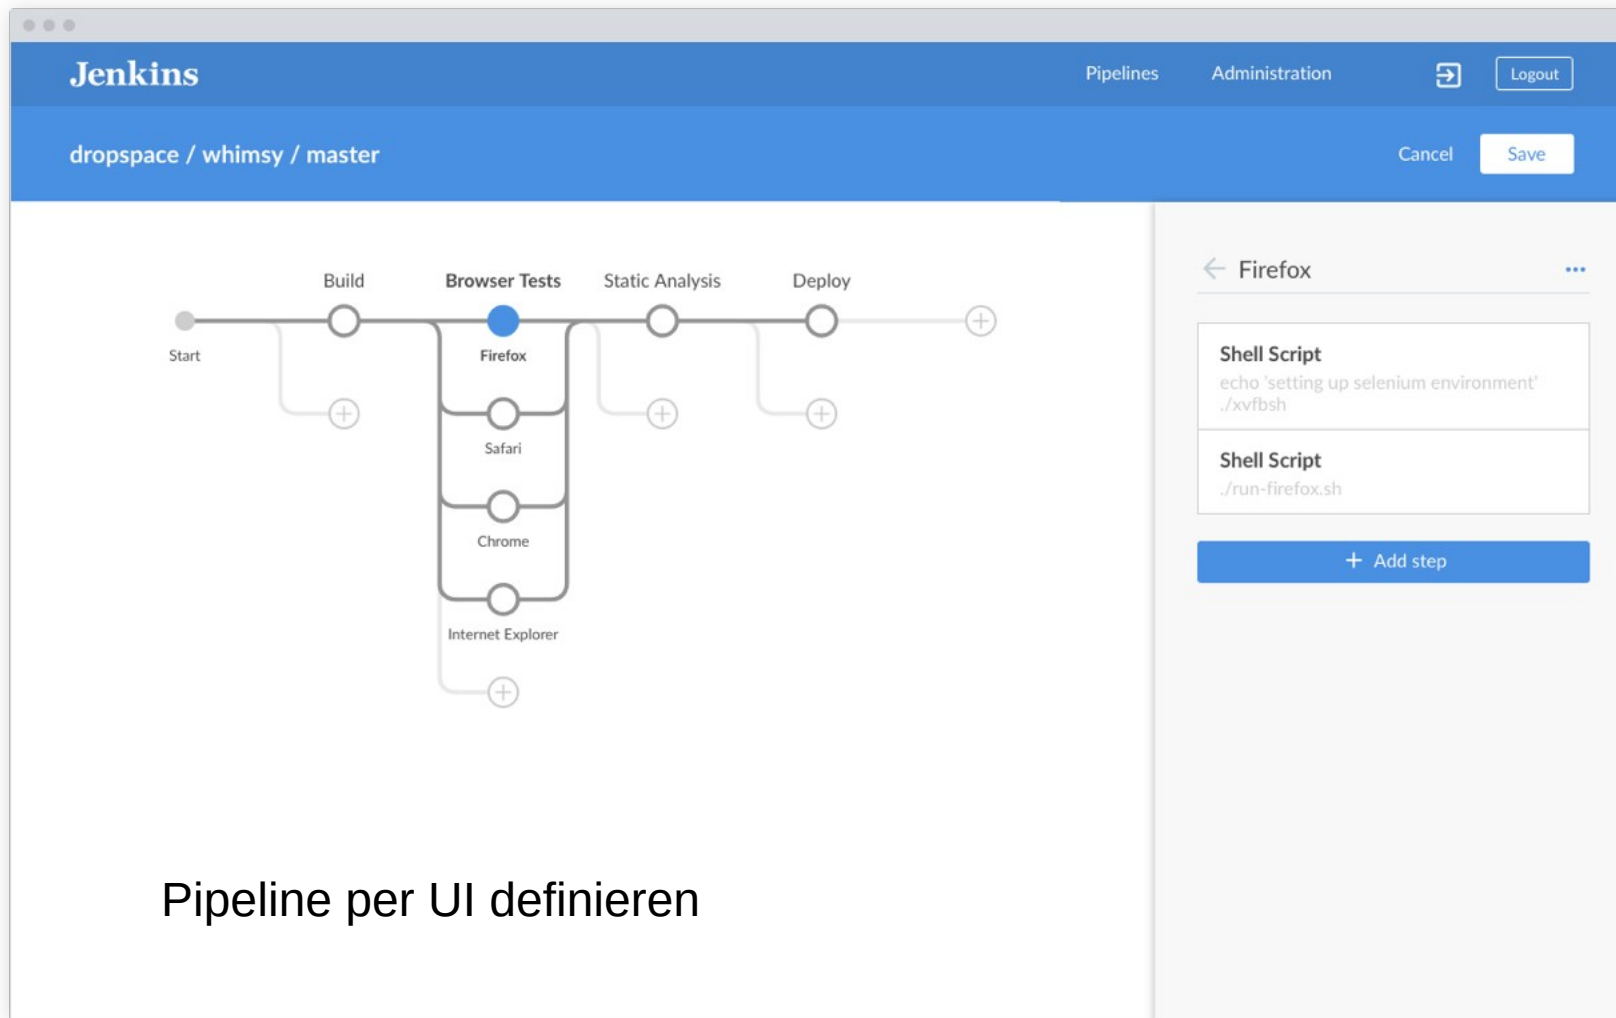 Jenkins
Pipelines
Administration
Logout
dropspace / whimsy / master
Cancel
Save
Build
Browser Tests
Static Analysis
Deploy
Start
Firefox
Safari
Chrome
Internet Explorer
Firefox
Shell Script
echo 'setting up selenium environment'
./xvfbsh
Shell Script
./run-firefox.sh
+ Add step
Pipeline per UI definieren